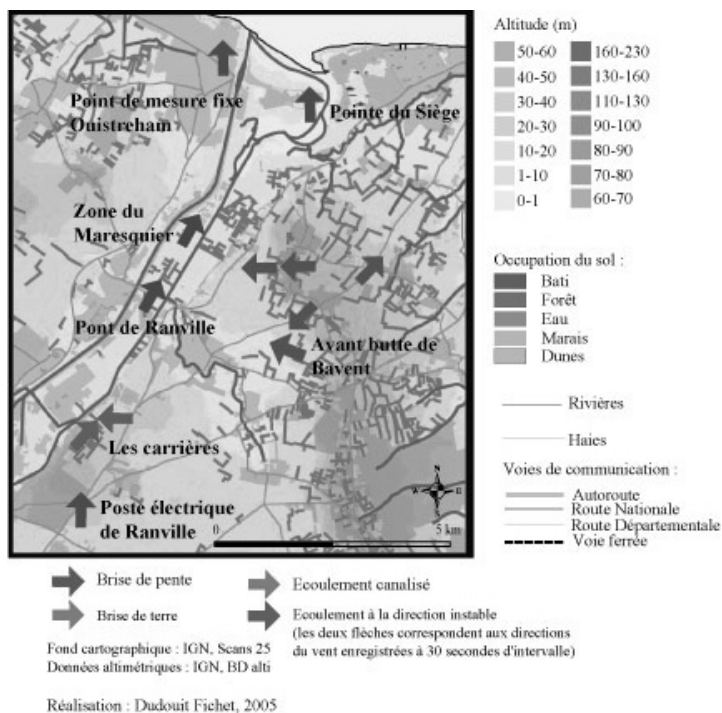 Point de mesure fixe
Ouistreham
Pointe du Siège
Zone du
Maresquier
Pont de Ranville
Avant butte de
Bavent
Les carrières
Poste électrique
de Ranville
N
W E
S
0 5 km
Altitude (m)
50-60 160-230
40-50 130-160
30-40 110-130
20-30 90-100
10-20 80-90
1-10 70-80
0-1 60-70
Occupation du sol :
Bati
Forêt
Eau
Marais
Dunes
Rivières
Haies
Voies de communication :
Autoroute
Route Nationale
Route Départementale
Voie ferrée
Brise de pente
Ecoulement canalisé
Brise de terre
Ecoulement à la direction instable
(les deux flèches correspondent aux directions
du vent enregistrées à 30 secondes d'intervalle)
Fond cartographique : IGN, Scans 25
Données altimétriques : IGN, BD alti
Réalisation : Dudouit Fichet, 2005